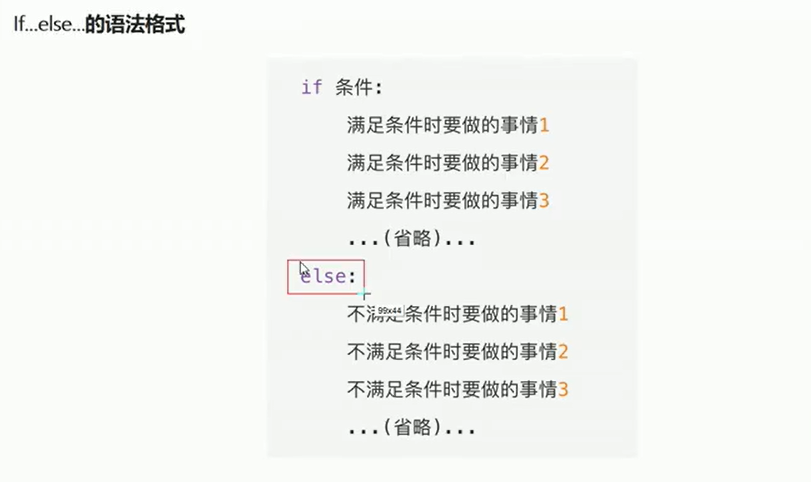 If...else...的语法格式
if 条件:
满足条件时要做的事情1
满足条件时要做的事情2
满足条件时要做的事情3
...(省略)...
else:
99x44
不满足条件时要做的事情1
不满足条件时要做的事情2
不满足条件时要做的事情3
...(省略)...